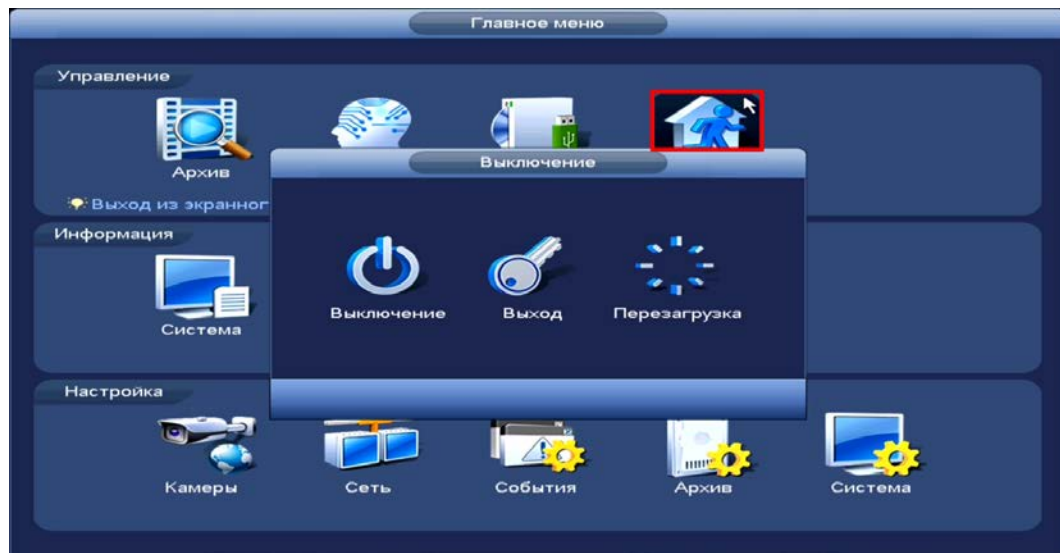 Главное меню
Управление
Архив
Выход из экранног
Выключение
Выключение
Выход
Перезагрузка
Информация
Система
Настройка
Камеры
Сеть
События
Архив
Система